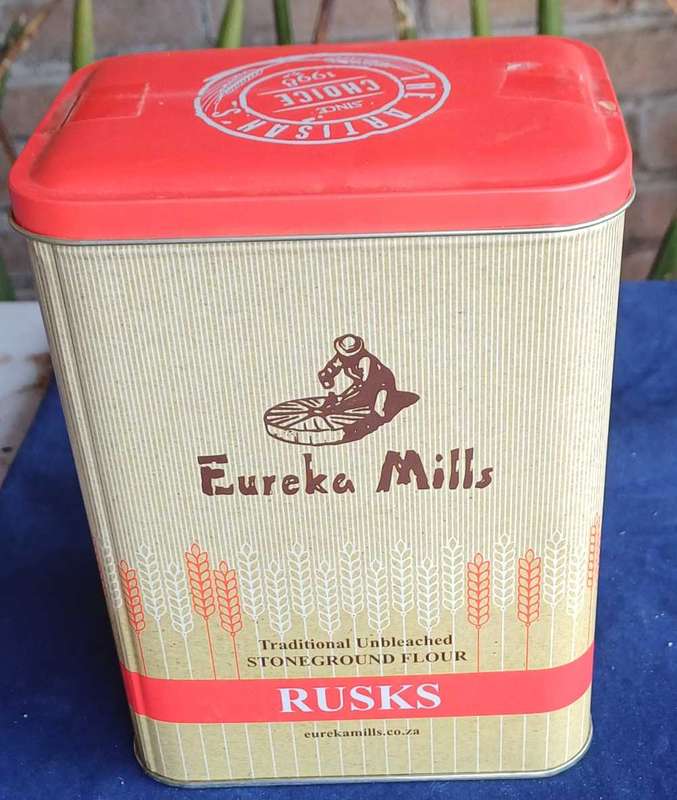 THE ARTISAN'S
CHOICE
SINCE
1998
Eureka Mills
Traditional Unbleached
STONEGROUND FLOUR
RUSKS
eurekamills.co.za